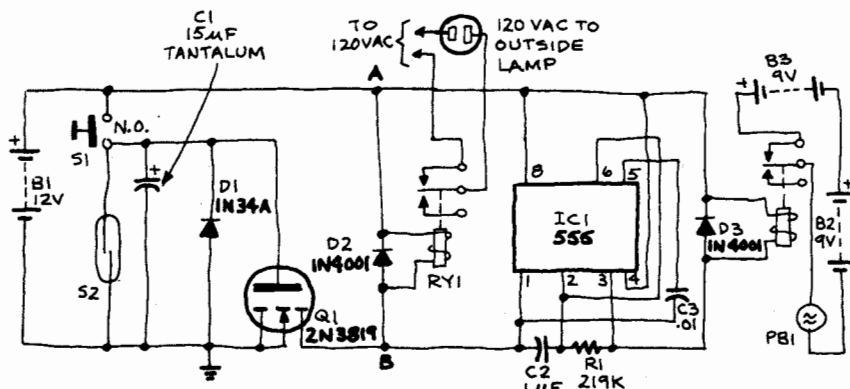 C1
15µF
TANTALUM
TO
120VAC
120 VAC TO
OUTSIDE
LAMP
B3
9V
+
A
N.O.
S1
+
+
B1
12V
D1
1N34A
8
6
5
IC1
555
D3
1N4001
B2
9V
S2
D2
1N4001
RY1
1
2
3
4
C3
.01
Q1
2N3819
B
C2
R1
219K
PB1